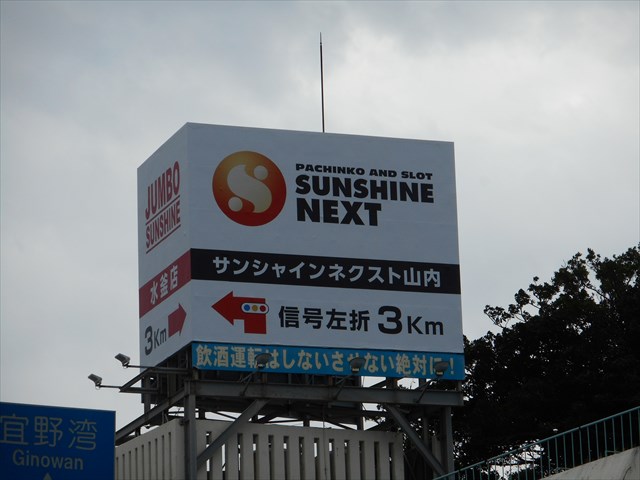 JUMBO
SUNSHINE
水釜店
3Km
PACHINKO AND SLOT
SUNSHINE
NEXT
サンシャインネクスト山内
信号左折 3Km
飲酒運転はしないさせない絶対に!
宜野湾
Ginowan